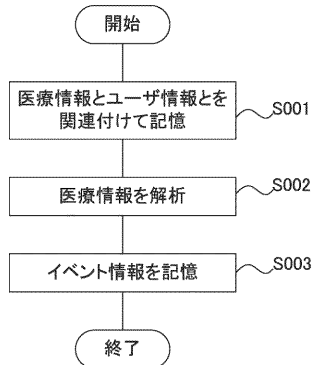 開始
医療情報とユーザ情報とを
関連付けて記憶
S001
医療情報を解析
S002
イベント情報を記憶
S003
終了